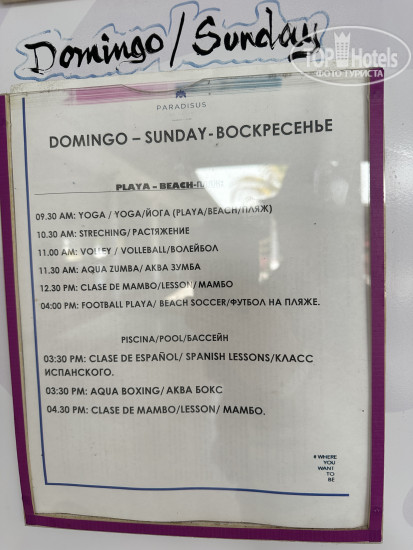 Domingo/Sunday
TOP Hotels
ФОТО ТУРИСТА
PARADISUS
DOMINGO – SUNDAY - ВОСКРЕСЕНЬЕ
PLAYA – BEACH-
09.30 AM: YOGA / YOGA/ЙОГА (PLAYA/BEACH/ПЛЯЖ)
10.30 AM: STRECHING/ РАСТЯЖЕНИЕ
11.00 AM: VOLLEY / VOLLEBALL/ВОЛЕЙБОЛ
11.30 AM: AQUA ZUMBA/ АКВА ЗУМБА
12.30 PM: CLASE DE MAMBO/LESSON/ МАМБО
04:00 PM: FOOTBALL PLAYA/ BEACH SOCCER/ФУТБОЛ НА ПЛЯЖЕ.
PISCINA/POOL/БАССЕЙН
03:30 PM: CLASE DE ESPAÑOL/ SPANISH LESSONS/КЛАСС
ИСПАНСКОГО.
03:30 PM: AQUA BOXING/ АКВА БОКС
04.30 PM: CLASE DE MAMBO/LESSON/ МАМБО.
# WHERE
YOU
WANT
TO
BE